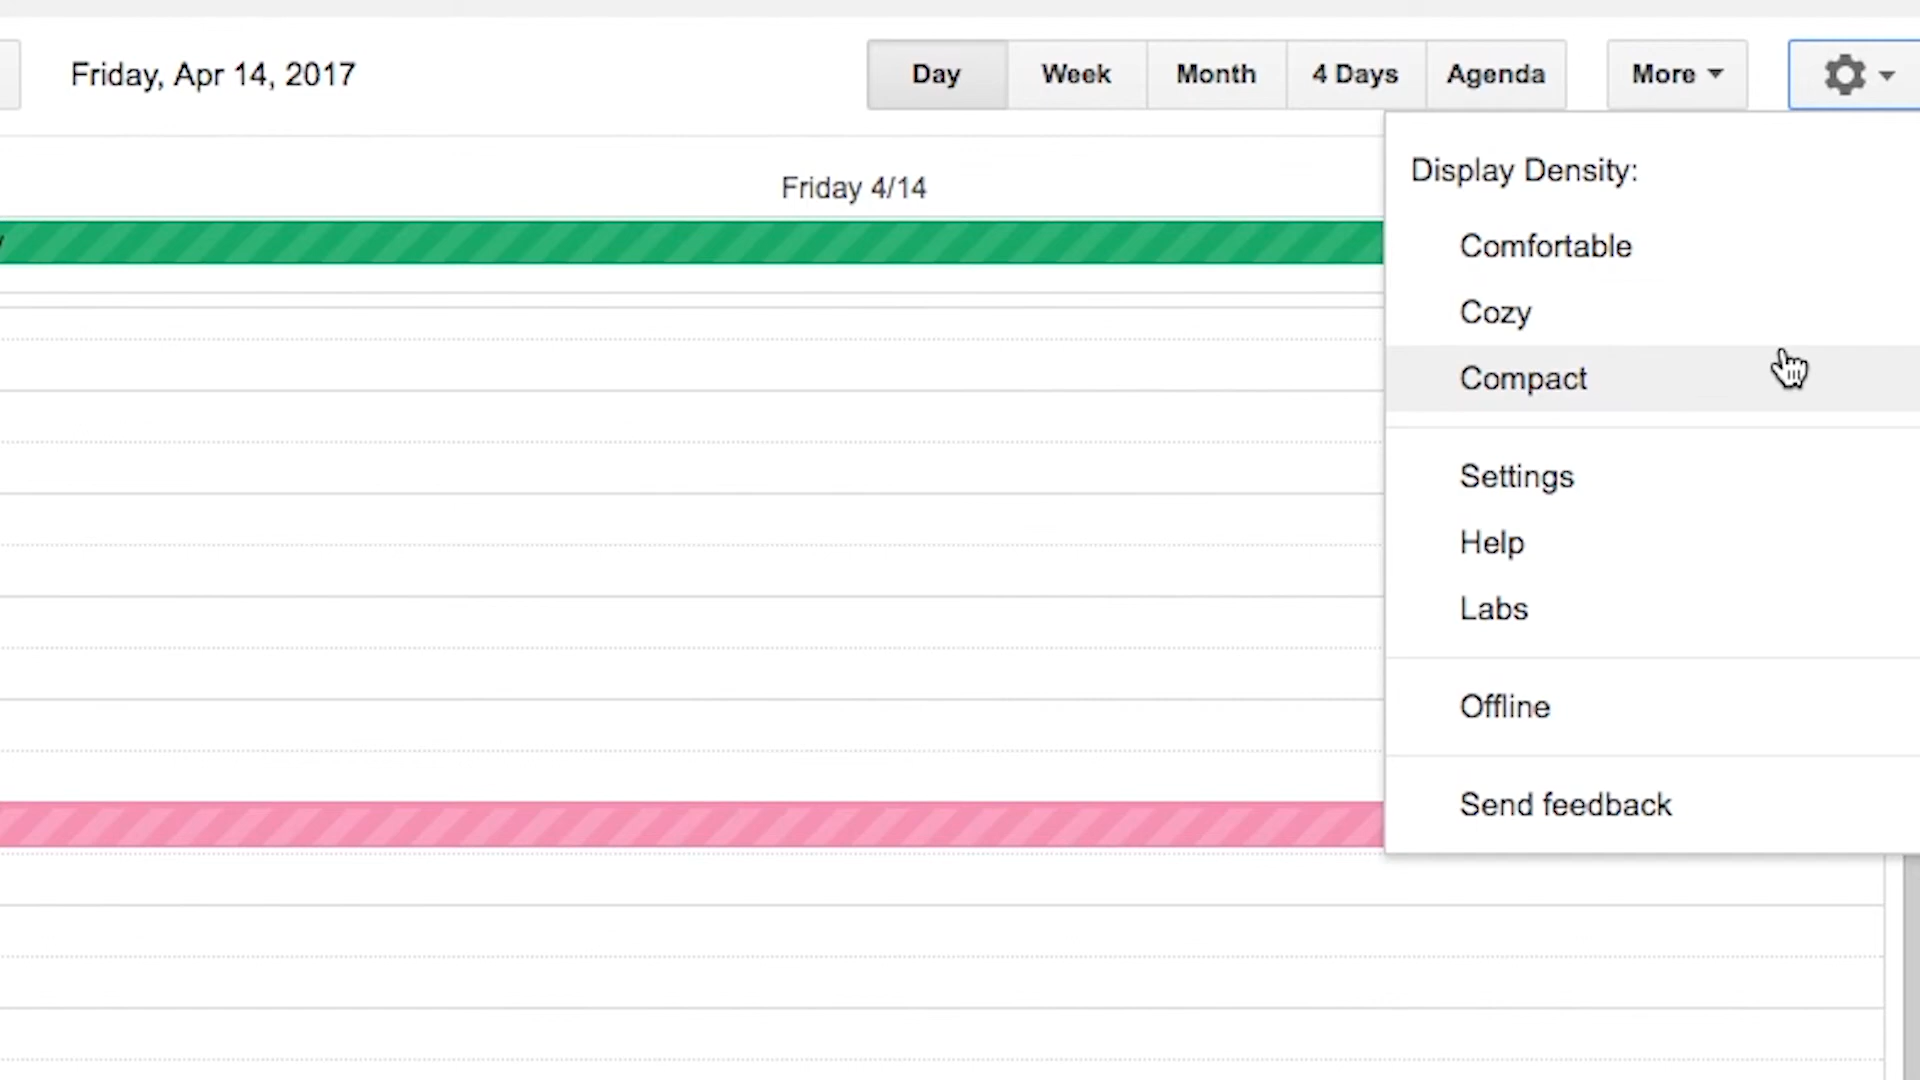 Friday, Apr 14, 2017
Day Week Month 4 Days Agenda More
Friday 4/14
Display Density:
Comfortable
Cozy
Compact
Settings
Help
Labs
Offline
Send feedback